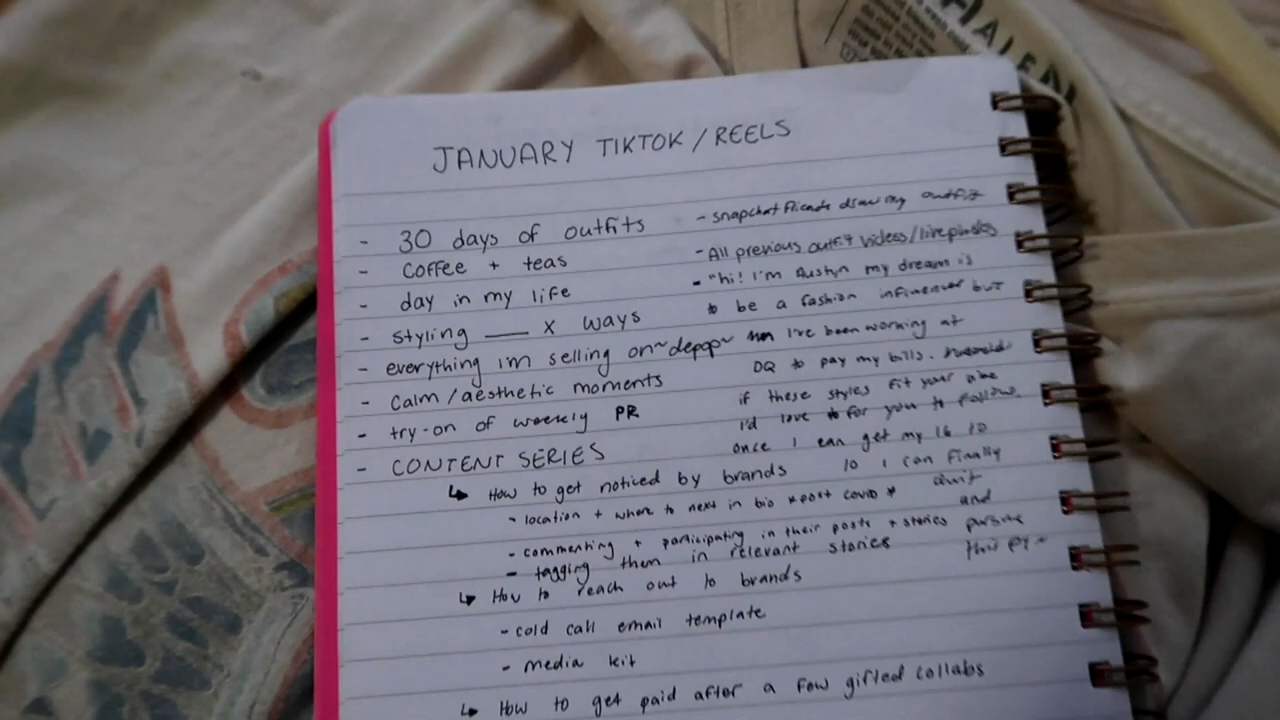 JANUARY TIKTOK / REELS
- 30 days of outfits
- coffee + teas
- day in my life
- styling ___ x ways
- everything im selling on ~depop~
- calm / aesthetic moments
- try-on of weekly PR
- CONTENT SERIES
↳ How to get noticed by brands
- location + where to next in bio *post covid*
- commenting + participating in their posts + stories
- tagging them in relevant stories
↳ How to reach out to brands
- cold call email template
- media kit
↳ How to get paid after a few gifted collabs
- snapchat friends draw my outfit
- All previous outfit videos/livephotos
- "hi! I'm Austyn my dream is
to be a fashion influencer but
I've been working at
DQ to pay my bills.
if these styles fit your vibe
i'd love for you to follow.
once I can get my IG to
10 I can finally
quit
and
pursue
this